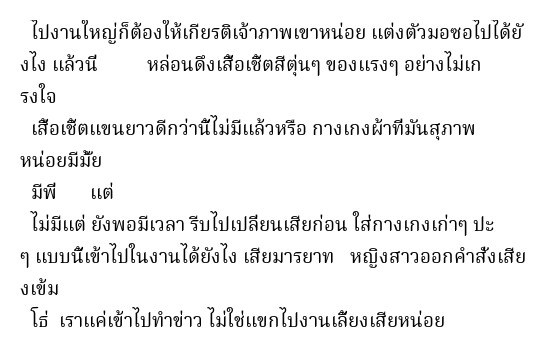 ไปงานใหญ่ก็ต้องให้เกียรติเจ้าภาพเขาหน่อย แต่งตัวมอซอไปได้ยั
งไง แล้วนี่ หล่อนดึงเสื้อเชิ้ตสีตุ่นๆ ของแรงๆ อย่างไม่เก
รงใจ
เสื้อเชิ้ตแขนยาวดีกว่านี้ไม่มีแล้วหรือ กางเกงผ้าที่มันสุภาพ
หน่อยมีมั้ย
มีพี่ แต่
ไม่มีแต่ ยังพอมีเวลา รีบไปเปลี่ยนเสียก่อน ใส่กางเกงเก่าๆ ปะ
ๆ แบบนี้เข้าไปในงานได้ยังไง เสียมารยาท หญิงสาวออกคำสั่งเสีย
งเข้ม
โธ่ เราแค่เข้าไปทำข่าว ไม่ใช่แขกไปงานเลี้ยงเสียหน่อย